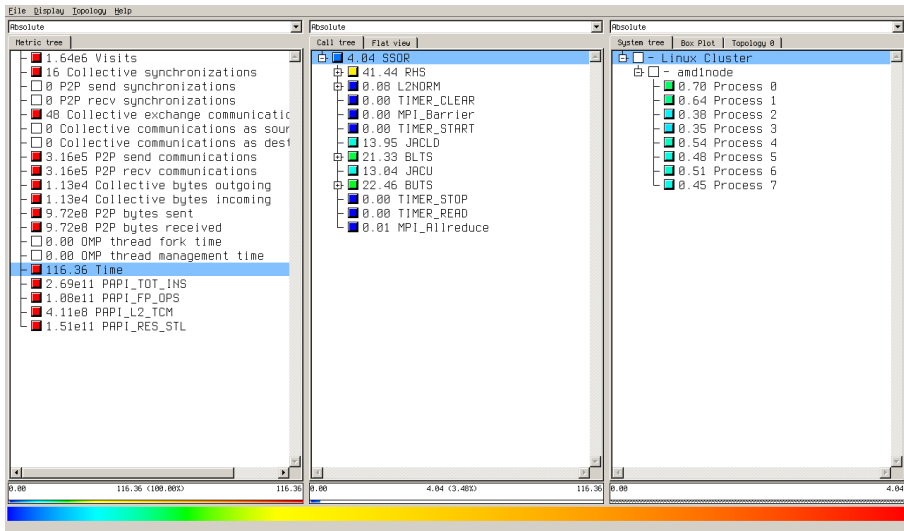 File Display Topology Help
Absolute
Metric tree
1.64e6 Visits
16 Collective synchronizations
0 P2P send synchronizations
0 P2P recv synchronizations
48 Collective exchange communicatic
0 Collective communications as sour
0 Collective communications as dest
3.16e5 P2P send communications
3.16e5 P2P recv communications
1.13e4 Collective bytes outgoing
1.13e4 Collective bytes incoming
9.72e8 P2P bytes sent
9.72e8 P2P bytes received
0.00 OMP thread fork time
0.00 OMP thread management time
116.36 Time
2.69e11 PAPI_TOT_INS
1.08e11 PAPI_FP_OPS
4.11e8 PAPI_L2_TCM
1.51e11 PAPI_RES_STL
0.00 116.36 (100.00%) 116.36
Absolute
Call tree Flat view
4.04 SSOR
41.44 RHS
0.08 L2NORM
0.00 TIMER_CLEAR
0.00 MPI_Barrier
0.00 TIMER_START
13.95 JACLD
21.33 BLTS
13.04 JACU
22.46 BUTS
0.00 TIMER_STOP
0.00 TIMER_READ
0.01 MPI_Allreduce
0.00 4.04 (3.48%) 116.36
Absolute
System tree Box Plot Topology 0
- Linux Cluster
- amd1node
0.70 Process 0
0.64 Process 1
0.38 Process 2
0.35 Process 3
0.54 Process 4
0.48 Process 5
0.51 Process 6
0.45 Process 7
0.00 4.04